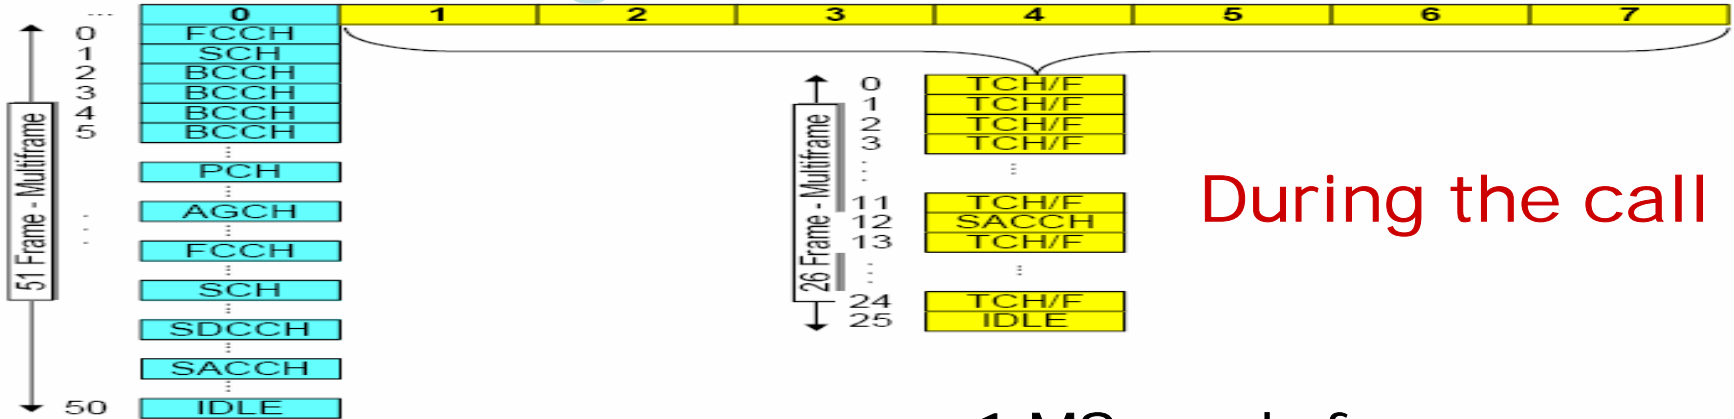 0 1 2 3 4 5 6 7
0 FCCH
1 SCH
2 BCCH
3 BCCH
4 BCCH
5 BCCH
PCH
AGCH
FCCH
SCH
SDCCH
SACCH
50 IDLE
51 Frame - Multiframe
0 TCH/F
1 TCH/F
2 TCH/F
3 TCH/F
11 TCH/F
12 SACCH
13 TCH/F
24 TCH/F
25 IDLE
26 Frame - Multiframe
During the call